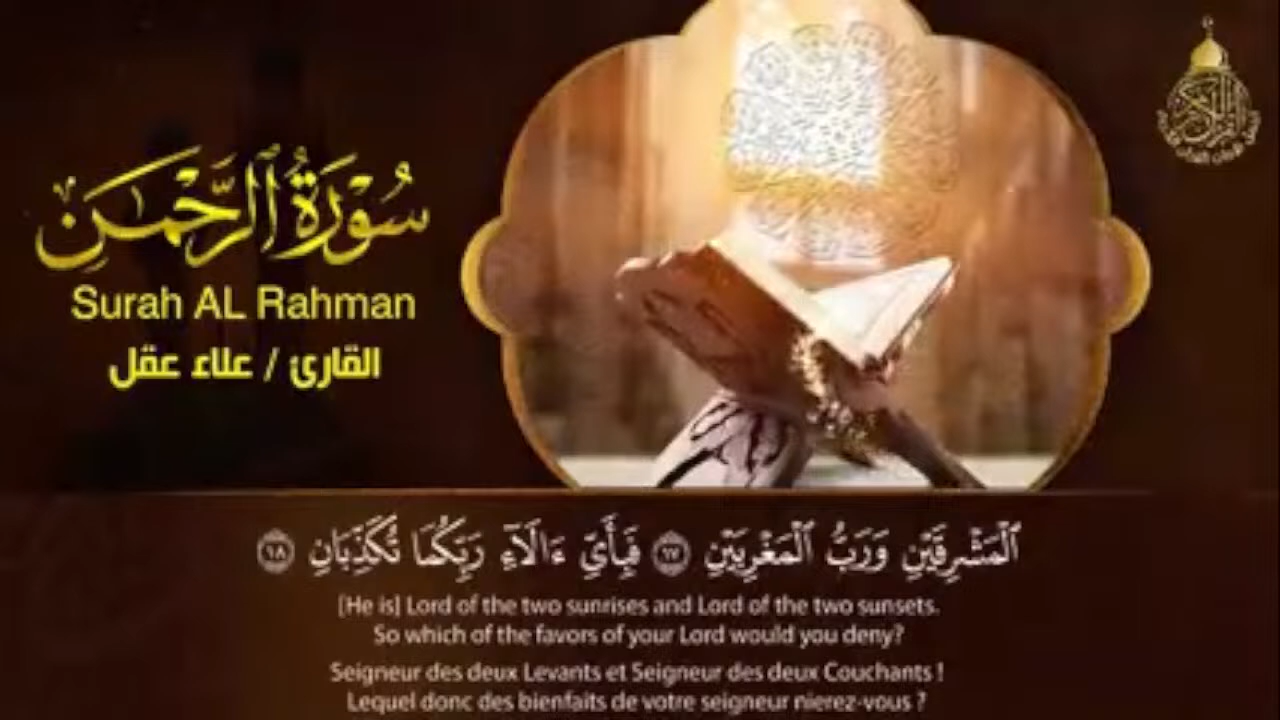 سُورَةُ ٱلرَّحْمَـٰنِ
Surah AL Rahman
القارئ / علاء عقل
ٱلْمَشْرِقَيْنِ وَرَبُّ ٱلْمَغْرِبَيْنِ ١٧ فَبِأَيِّ ءَالَآءِ رَبِّكُمَا تُكَذِّبَانِ ١٨
[He is] Lord of the two sunrises and Lord of the two sunsets.
So which of the favors of your Lord would you deny?
Seigneur des deux Levants et Seigneur des deux Couchants !
Lequel donc des bienfaits de votre seigneur nierez-vous ?